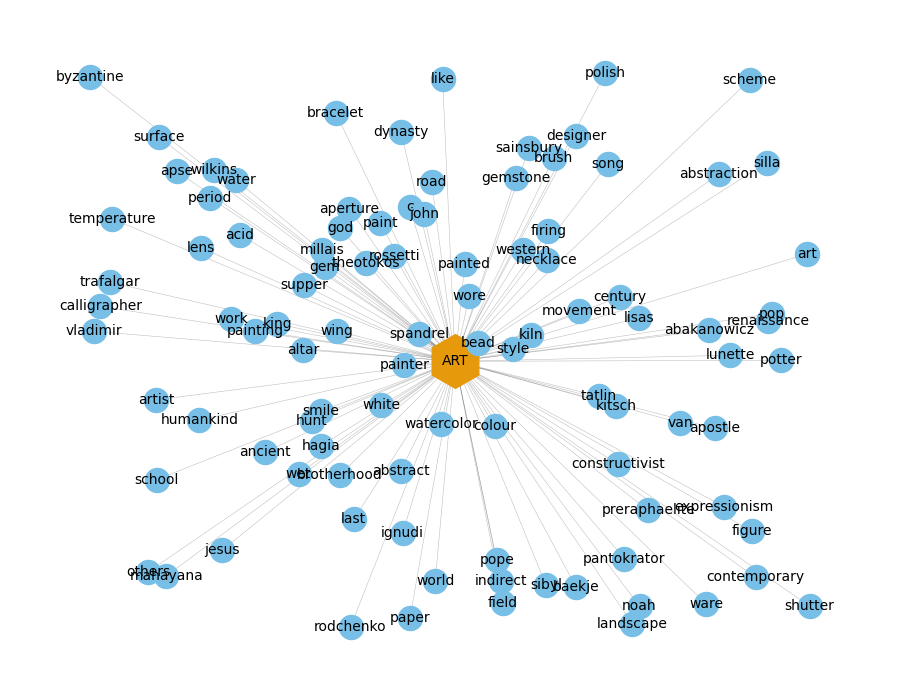 like
polish
byzantine
scheme
bracelet
dynasty
designer
surface
sainsbury
brush
song
silla
apse
wilkins
water
gemstone
abstraction
road
period
aperture
c
john
temperature
god
paint
firing
acid
lens
millais
rossetti
western
necklace
art
gem
theotokos
painted
trafalgar
supper
wore
century
calligrapher
movement
lisas
pop
renaissance
work
king
painting
wing
vladimir
spandrel
kiln
abakanowicz
bead
style
altar
ART
lunette
potter
painter
artist
white
tatlin
kitsch
smile
humankind
hunt
watercolor
colour
van
apostle
hagia
ancient
constructivist
abstract
school
wet
brotherhood
preraphaelite
expressionism
last
ignudi
figure
jesus
pope
pantokrator
others
mahayana
world
indirect
siby
baekje
contemporary
field
noah
ware
shutter
paper
landscape
rodchenko